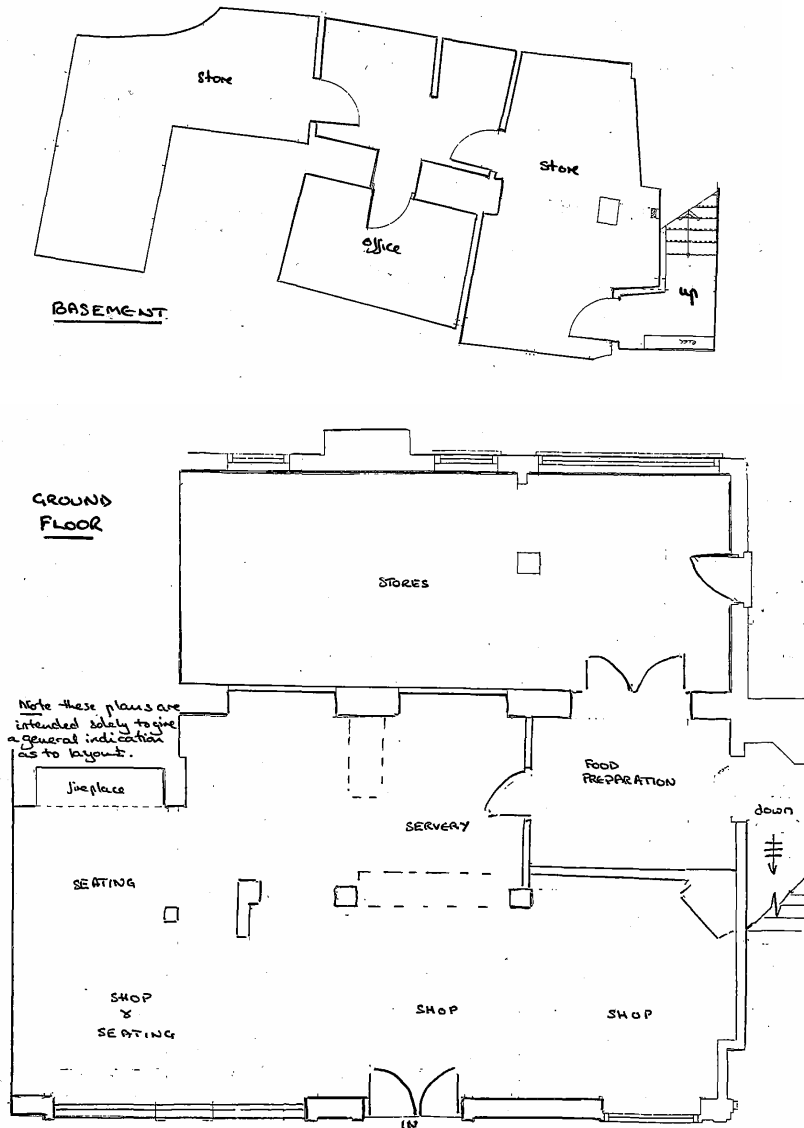 Store
Store
office
up
BASEMENT
GROUND
FLOOR
STORES
Note these plans are
intended solely to give
a general indication
as to layout.
fireplace
FOOD
PREPARATION
down
SERVERY
SEATING
SHOP
&
SEATING
SHOP
SHOP
IN